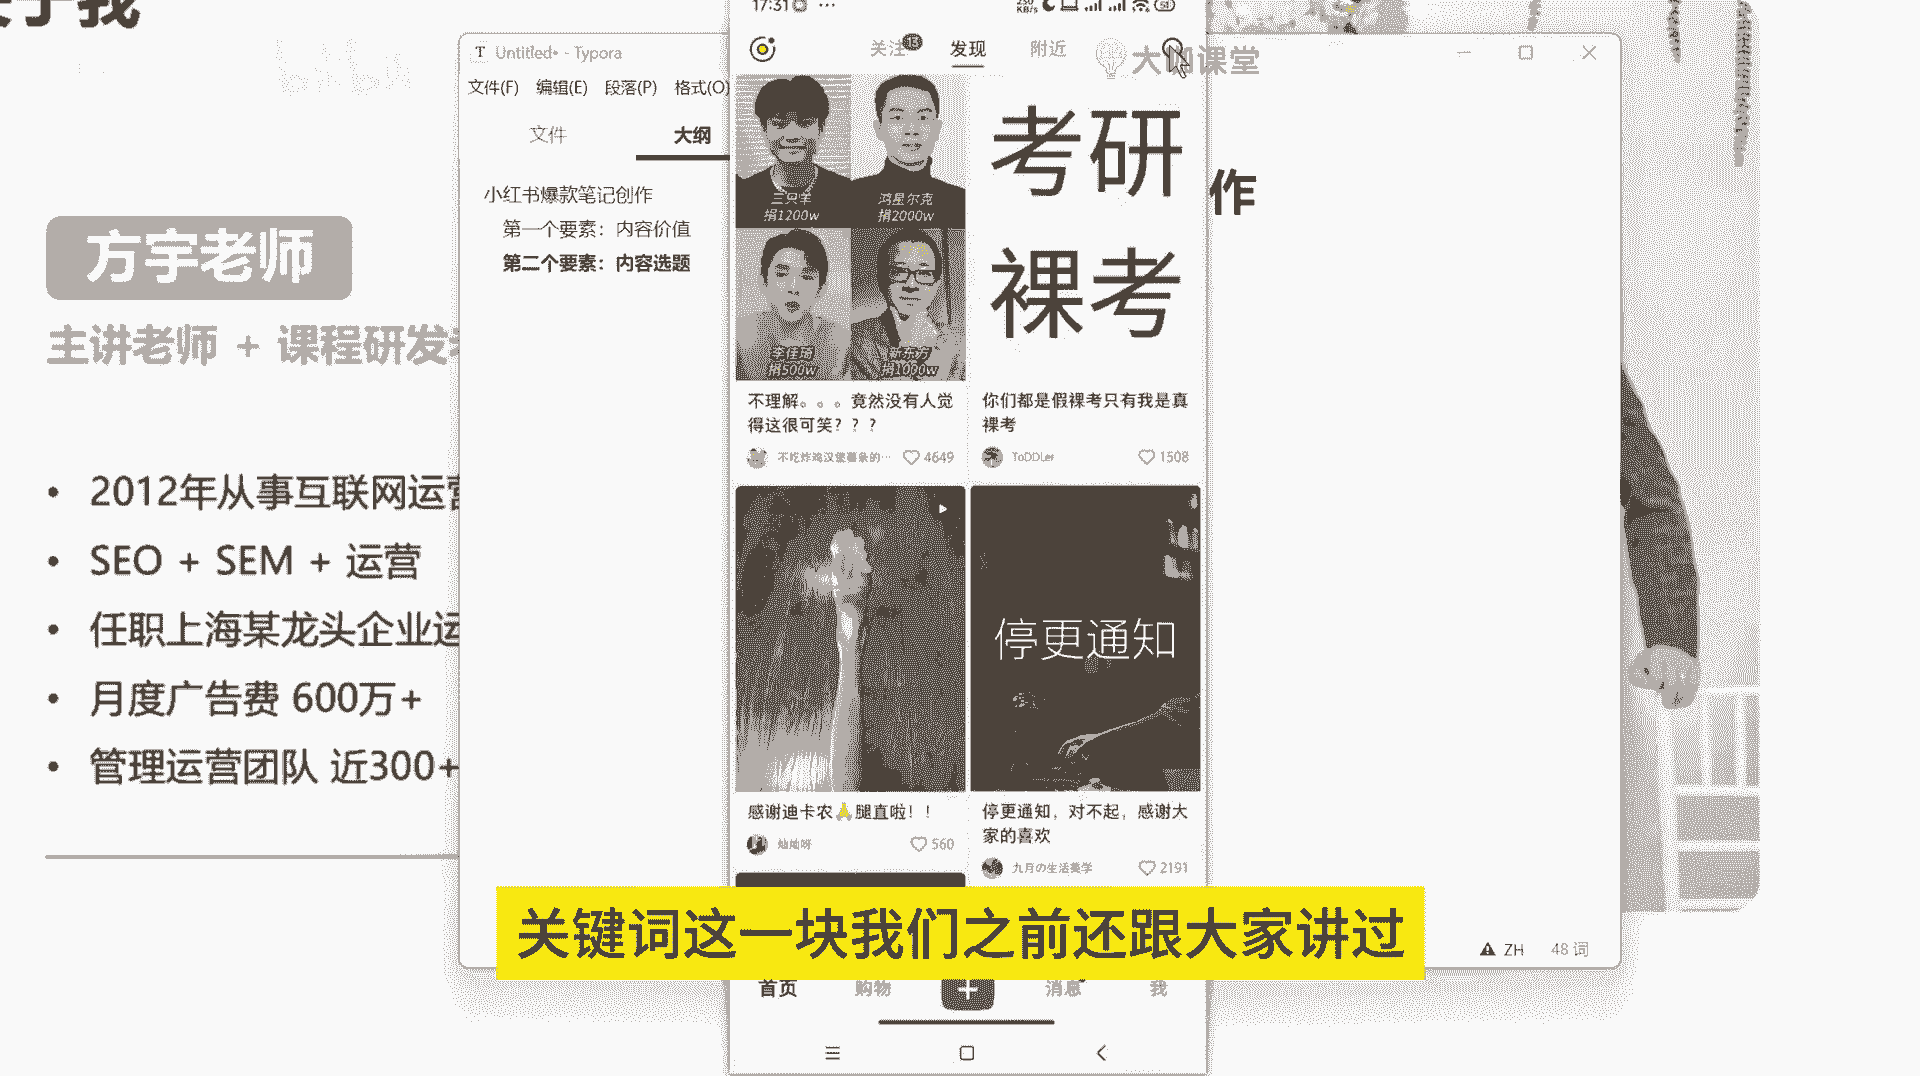 于我
方宇老师
主讲老师 + 课程研发
2012年从事互联网运营
SEO + SEM + 运营
任职上海某龙头企业运
月度广告费 600万+
管理运营团队 近300+
Untitled• - Typora
文件(F) 编辑(E) 段落(P) 格式(O)
文件 大纲
小红书爆款笔记创作
第一个要素：内容价值
第二个要素：内容选题
作
17:31
关注 13 发现 附近
大 课堂
三只羊
捐1200w
鸿星尔克
捐2000w
李佳琦
捐500w
新东方
捐1000w
不理解。。。竟然没有人觉
得这很可笑？？？
不吃炸鸡汉堡薯条的… 4649
考研
裸考
你们都是假裸考只有我是真
裸考
ToDDLer 1508
感谢迪卡农🙏腿直啦！！
灿灿呀 560
停更通知
停更通知，对不起，感谢大
家的喜欢
九月の生活美学 2191
关键词这一块我们之前还跟大家讲过
首页 购物 消息 我
ZH 48 词